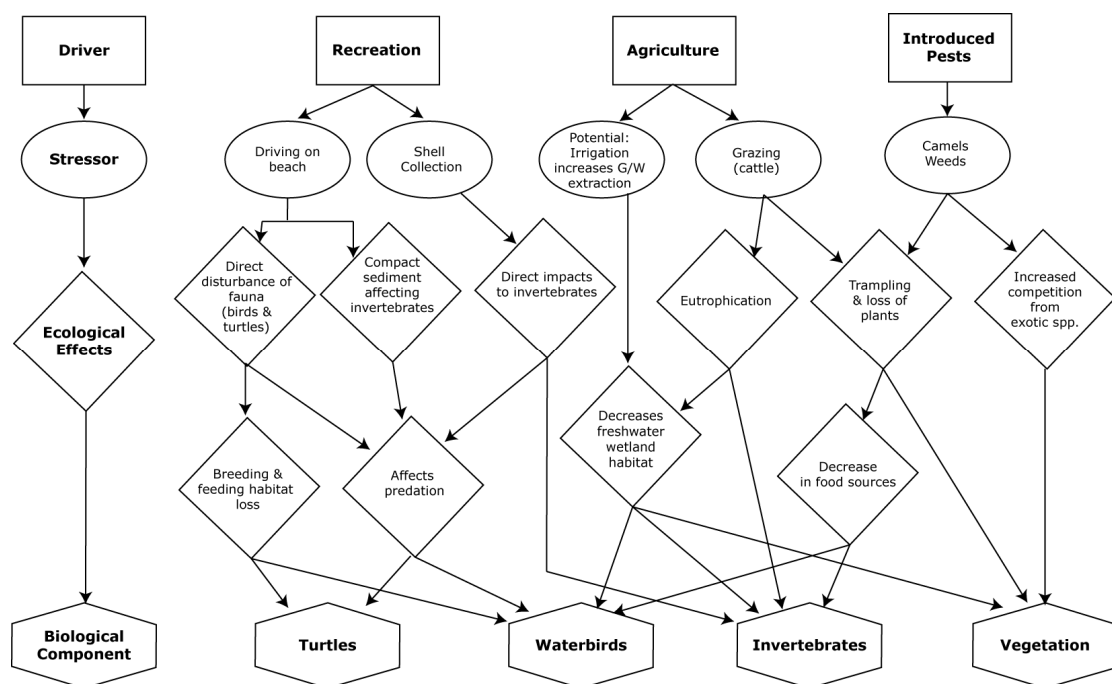 Driver
Recreation
Agriculture
Introduced
Pests
Stressor
Driving on
beach
Shell
Collection
Potential:
Irrigation
increases G/W
extraction
Grazing
(cattle)
Camels
Weeds
Ecological
Effects
Direct
disturbance of
fauna
(birds &
turtles)
Compact
sediment
affecting
invertebrates
Direct impacts
to invertebrates
Eutrophication
Trampling
& loss of
plants
Increased
competition
from
exotic spp.
Breeding &
feeding habitat
loss
Affects
predation
Decreases
freshwater
wetland
habitat
Decrease
in food sources
Biological
Component
Turtles
Waterbirds
Invertebrates
Vegetation